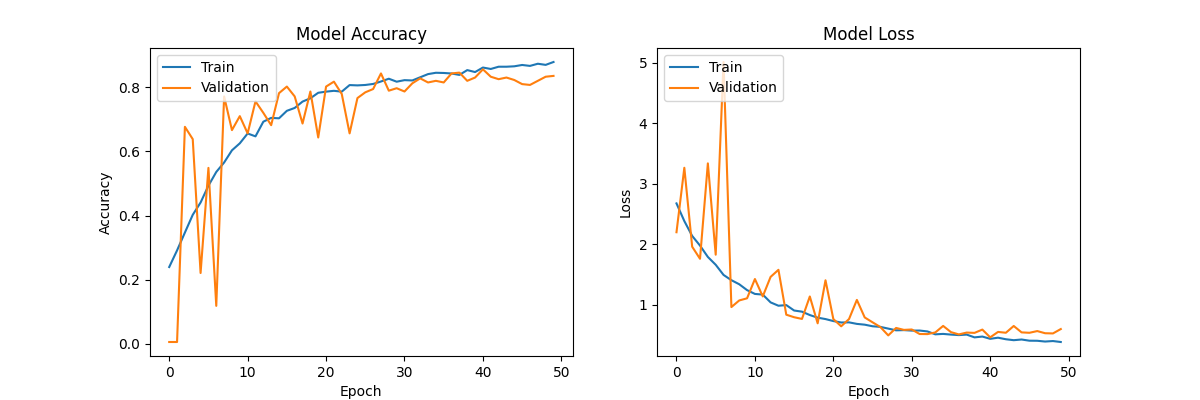 Model Accuracy
Train
Validation
0.8
0.6
0.4
0.2
0.0
Accuracy
0 10 20 30 40 50
Epoch
Model Loss
Train
Validation
5
4
3
2
1
Loss
0 10 20 30 40 50
Epoch